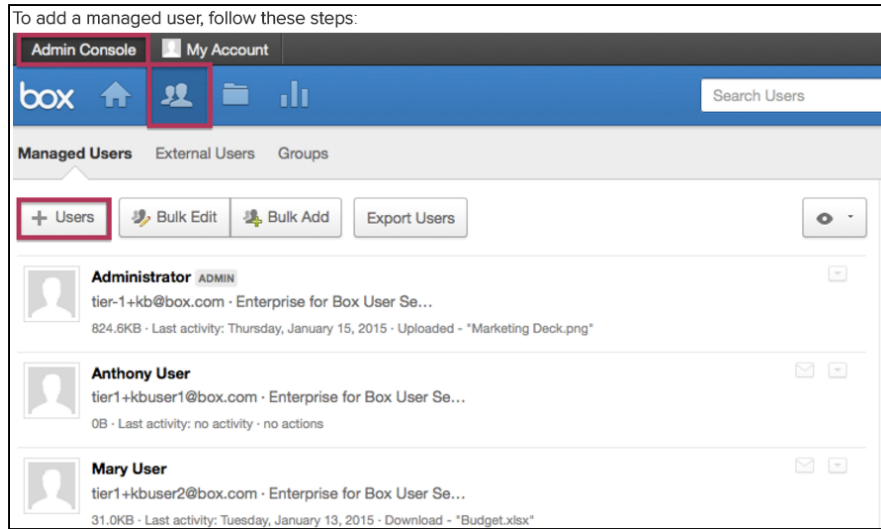 To add a managed user, follow these steps:
Admin Console My Account
box Search Users
Managed Users External Users Groups
+ Users Bulk Edit Bulk Add Export Users
Administrator ADMIN
tier-1+kb@box.com · Enterprise for Box User Se...
824.6KB · Last activity: Thursday, January 15, 2015 · Uploaded - "Marketing Deck.png"
Anthony User
tier1+kbuser1@box.com · Enterprise for Box User Se...
0B · Last activity: no activity · no actions
Mary User
tier1+kbuser2@box.com · Enterprise for Box User Se...
31.0KB · Last activity: Tuesday, January 13, 2015 · Download - "Budget.xlsx"